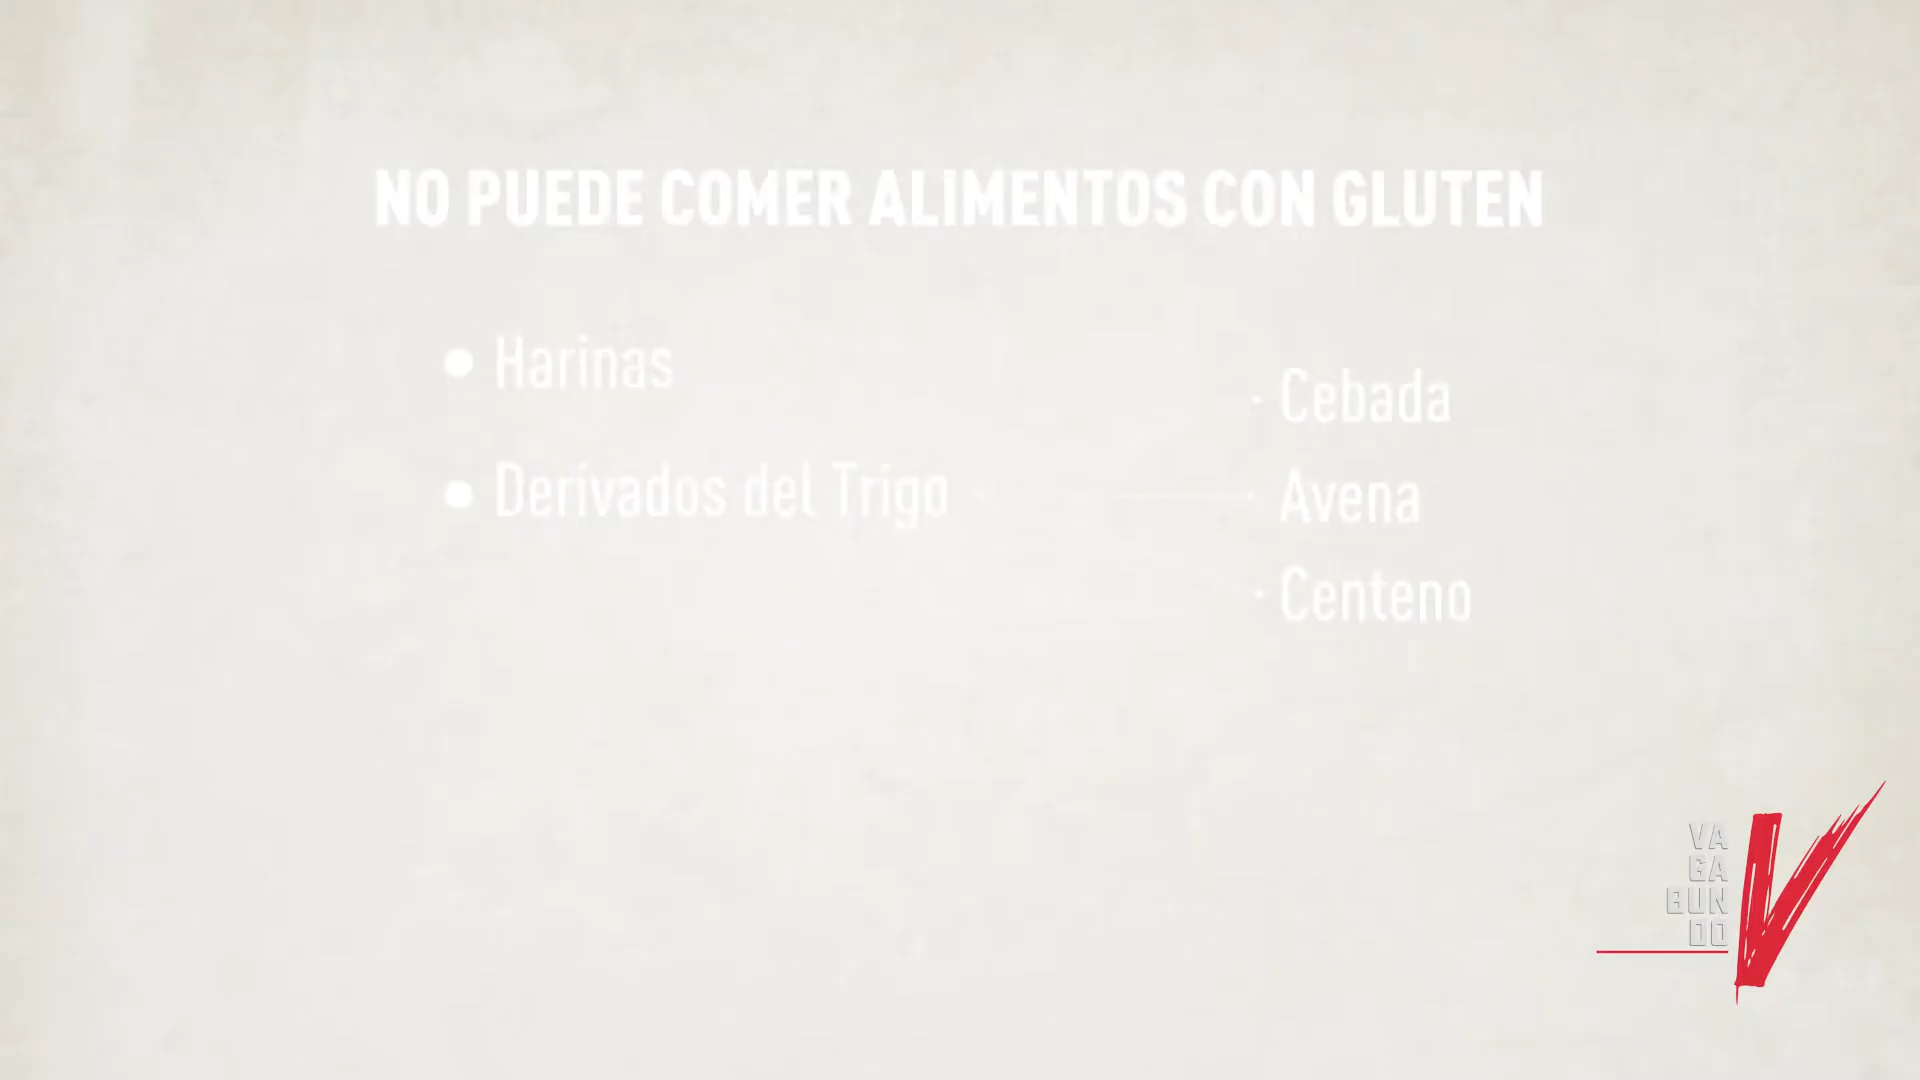 NO PUEDE COMER ALIMENTOS CON GLUTEN
• Harinas
• Derivados del Trigo
· Cebada
Avena
· Centeno
VA
GA
BUN
DO
V